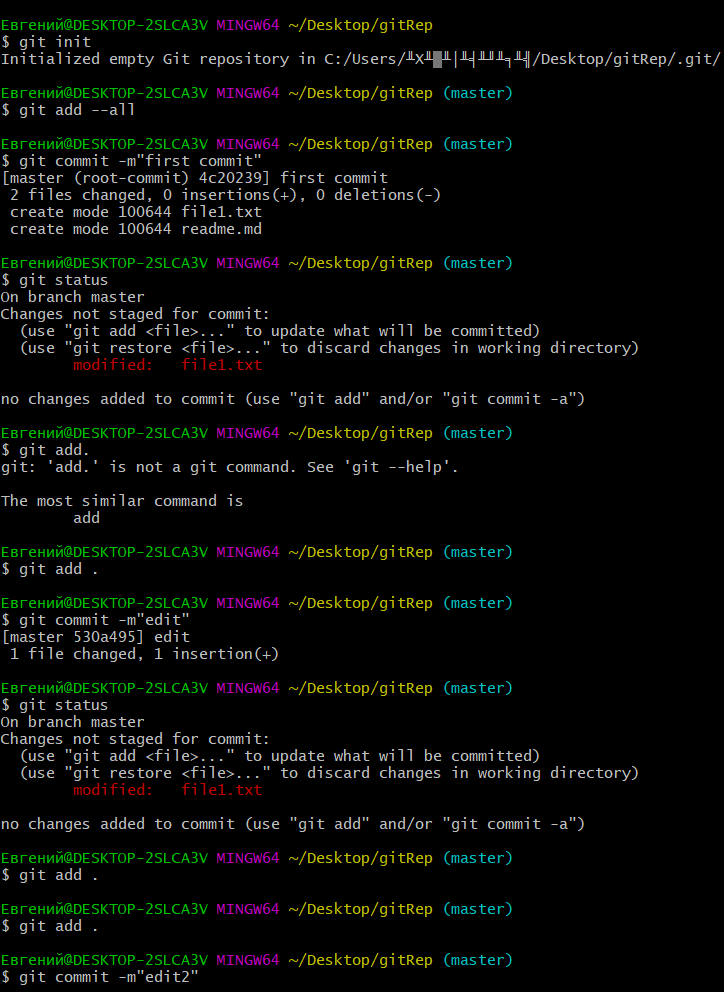 Евгений@DESKTOP-2SLCA3V MINGW64 ~/Desktop/gitRep
$ git init
Initialized empty Git repository in C:/Users/╨Х╨▓╨│╨╡╨╜╨╕╨╣/Desktop/gitRep/.git/
Евгений@DESKTOP-2SLCA3V MINGW64 ~/Desktop/gitRep (master)
$ git add --all
Евгений@DESKTOP-2SLCA3V MINGW64 ~/Desktop/gitRep (master)
$ git commit -m"first commit"
[master (root-commit) 4c20239] first commit
 2 files changed, 0 insertions(+), 0 deletions(-)
 create mode 100644 file1.txt
 create mode 100644 readme.md
Евгений@DESKTOP-2SLCA3V MINGW64 ~/Desktop/gitRep (master)
$ git status
On branch master
Changes not staged for commit:
  (use "git add <file>..." to update what will be committed)
  (use "git restore <file>..." to discard changes in working directory)
        modified:   file1.txt
no changes added to commit (use "git add" and/or "git commit -a")
Евгений@DESKTOP-2SLCA3V MINGW64 ~/Desktop/gitRep (master)
$ git add.
git: 'add.' is not a git command. See 'git --help'.
The most similar command is
        add
Евгений@DESKTOP-2SLCA3V MINGW64 ~/Desktop/gitRep (master)
$ git add .
Евгений@DESKTOP-2SLCA3V MINGW64 ~/Desktop/gitRep (master)
$ git commit -m"edit"
[master 530a495] edit
 1 file changed, 1 insertion(+)
Евгений@DESKTOP-2SLCA3V MINGW64 ~/Desktop/gitRep (master)
$ git status
On branch master
Changes not staged for commit:
  (use "git add <file>..." to update what will be committed)
  (use "git restore <file>..." to discard changes in working directory)
        modified:   file1.txt
no changes added to commit (use "git add" and/or "git commit -a")
Евгений@DESKTOP-2SLCA3V MINGW64 ~/Desktop/gitRep (master)
$ git add .
Евгений@DESKTOP-2SLCA3V MINGW64 ~/Desktop/gitRep (master)
$ git add .
Евгений@DESKTOP-2SLCA3V MINGW64 ~/Desktop/gitRep (master)
$ git commit -m"edit2"